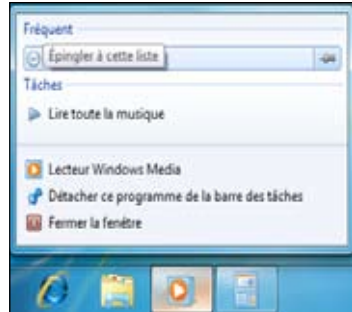 Fréquent
Épingler à cette liste
Tâches
Lire toute la musique
Lecteur Windows Media
Détacher ce programme de la barre des tâches
Fermer la fenêtre